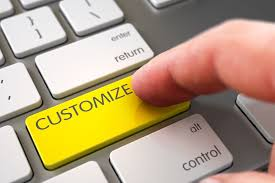 enter
return
CUSTOMIZE
alt
control